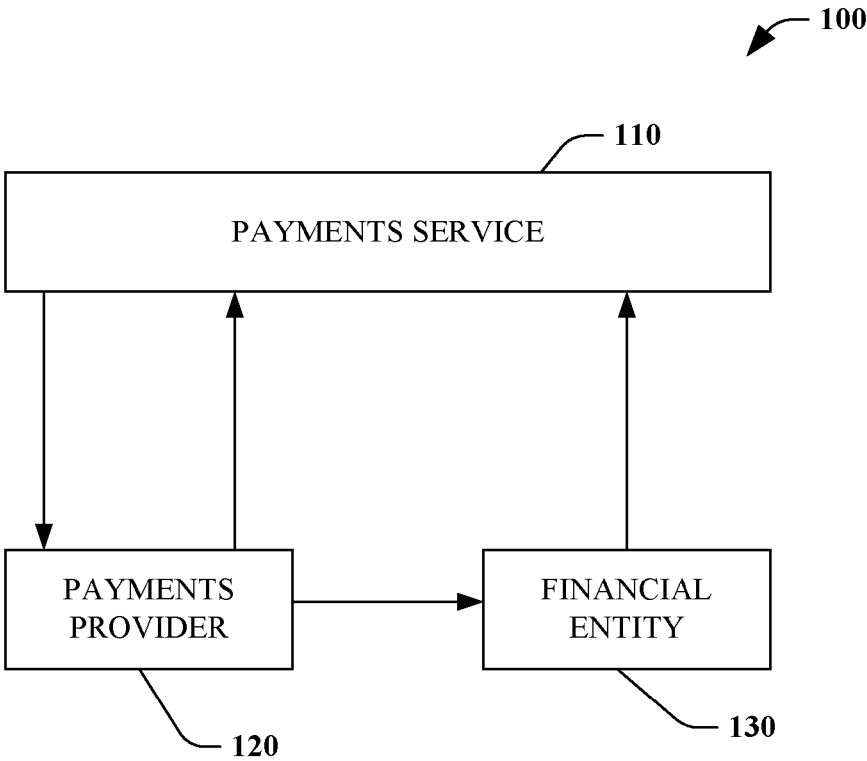 100
110
PAYMENTS SERVICE
PAYMENTS
PROVIDER
FINANCIAL
ENTITY
120
130